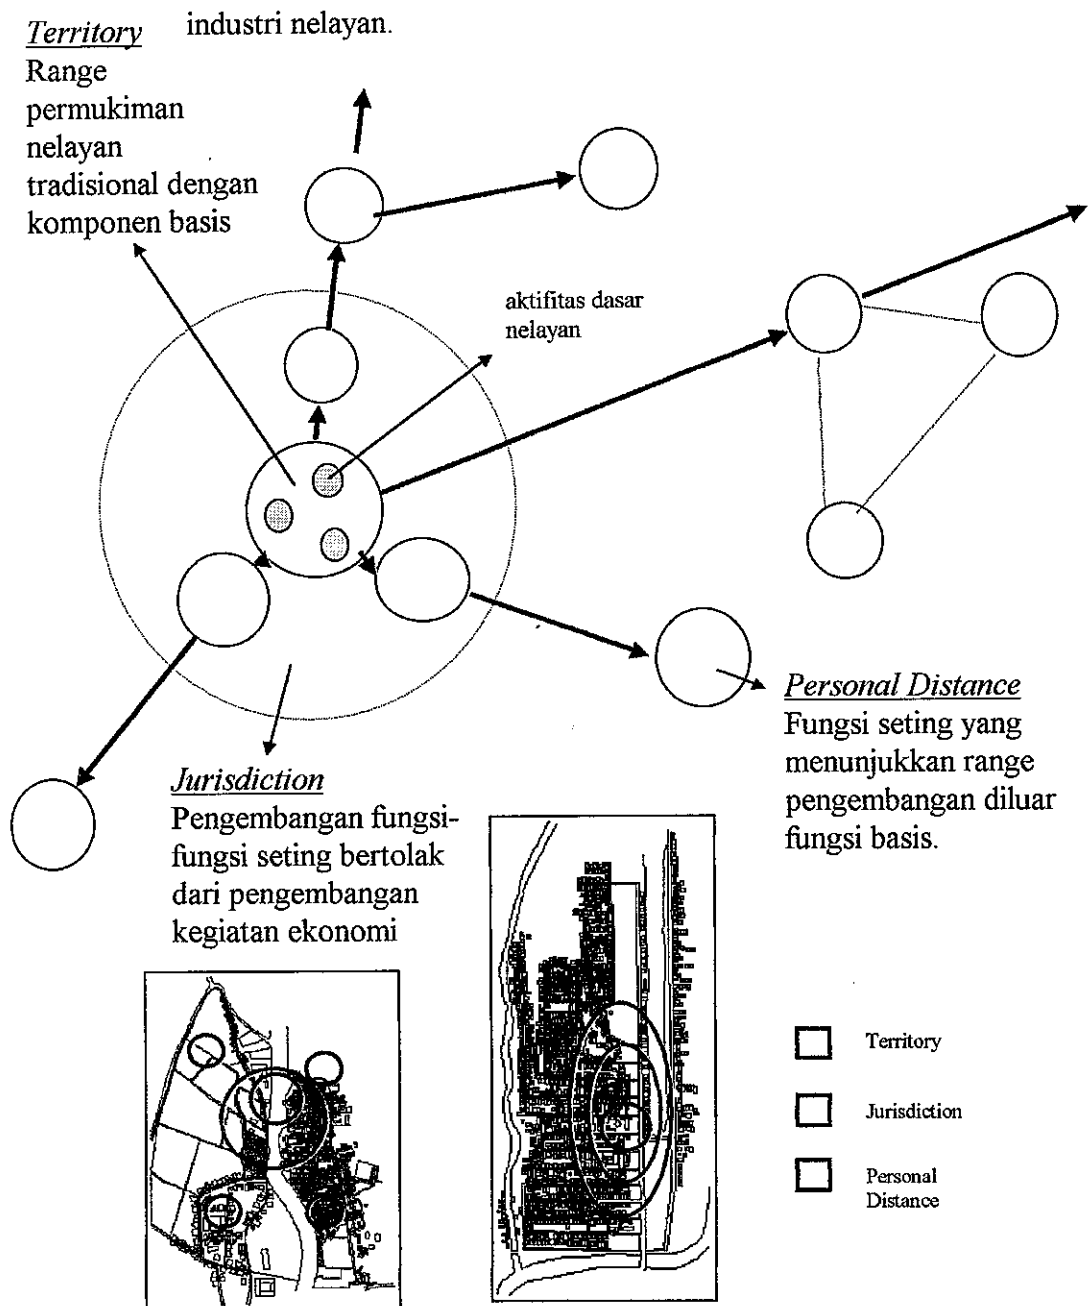 industri nelayan.
Territory
Range
permukiman
nelayan
tradisional dengan
komponen basis
aktifitas dasar
nelayan
Personal Distance
Fungsi seting yang
menunjukkan range
pengembangan diluar
fungsi basis.
Jurisdiction
Pengembangan fungsi-
fungsi seting bertolak
dari pengembangan
kegiatan ekonomi
Territory
Jurisdiction
Personal
Distance